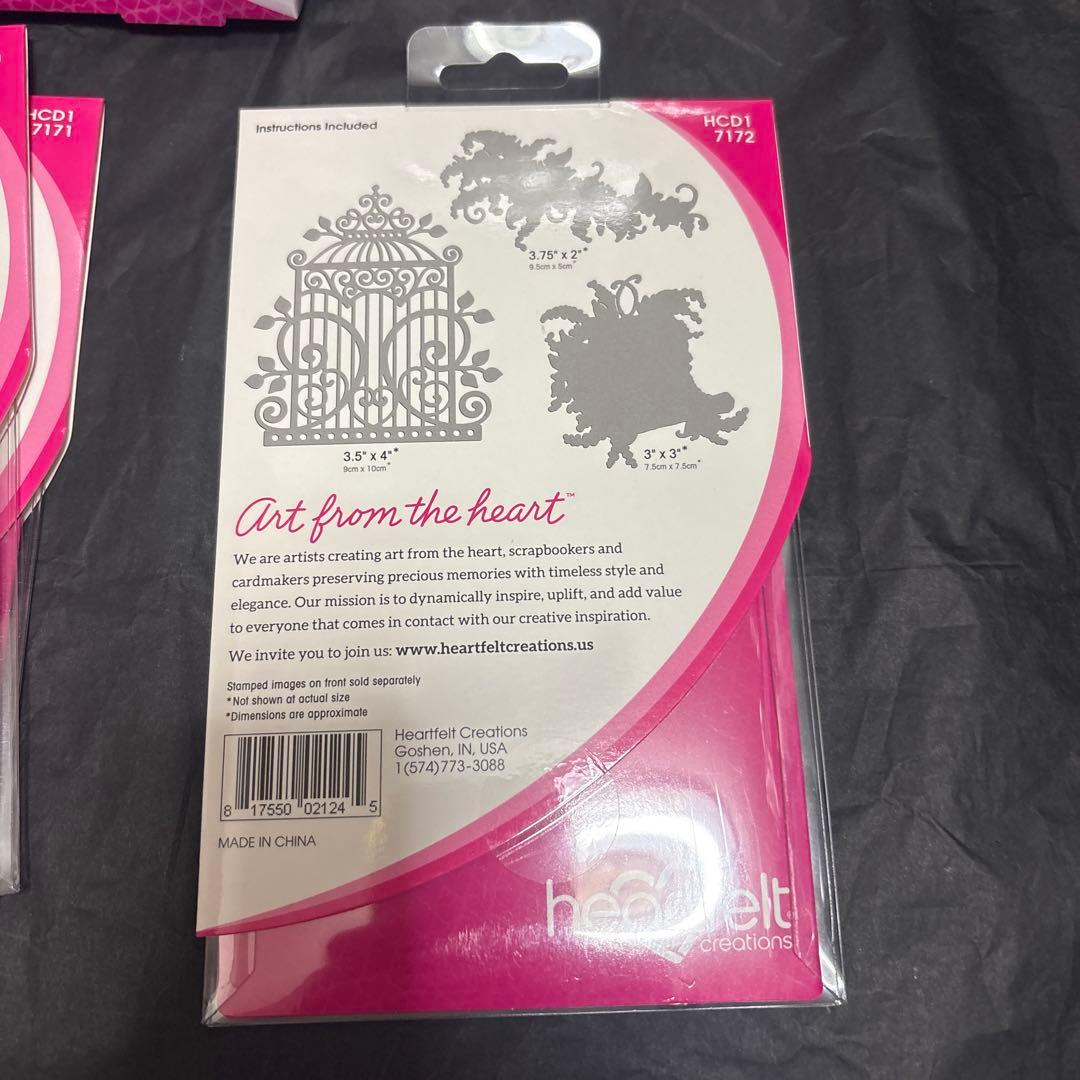 HCD1
7171
Instructions Included
HCD1
7172
3.75" x 2"*
9.5cm x 5cm*
3.5" x 4"*
9cm x 10cm*
3" x 3"*
7.5cm x 7.5cm*
Art from the heart™
We are artists creating art from the heart, scrapbookers and
cardmakers preserving precious memories with timeless style and
elegance. Our mission is to dynamically inspire, uplift, and add value
to everyone that comes in contact with our creative inspiration.
We invite you to join us: www.heartfeltcreations.us
Stamped images on front sold separately
*Not shown at actual size
*Dimensions are approximate
Heartfelt Creations
Goshen, IN, USA
1(574)773-3088
8 17550 02124 5
MADE IN CHINA
heartfelt
creations